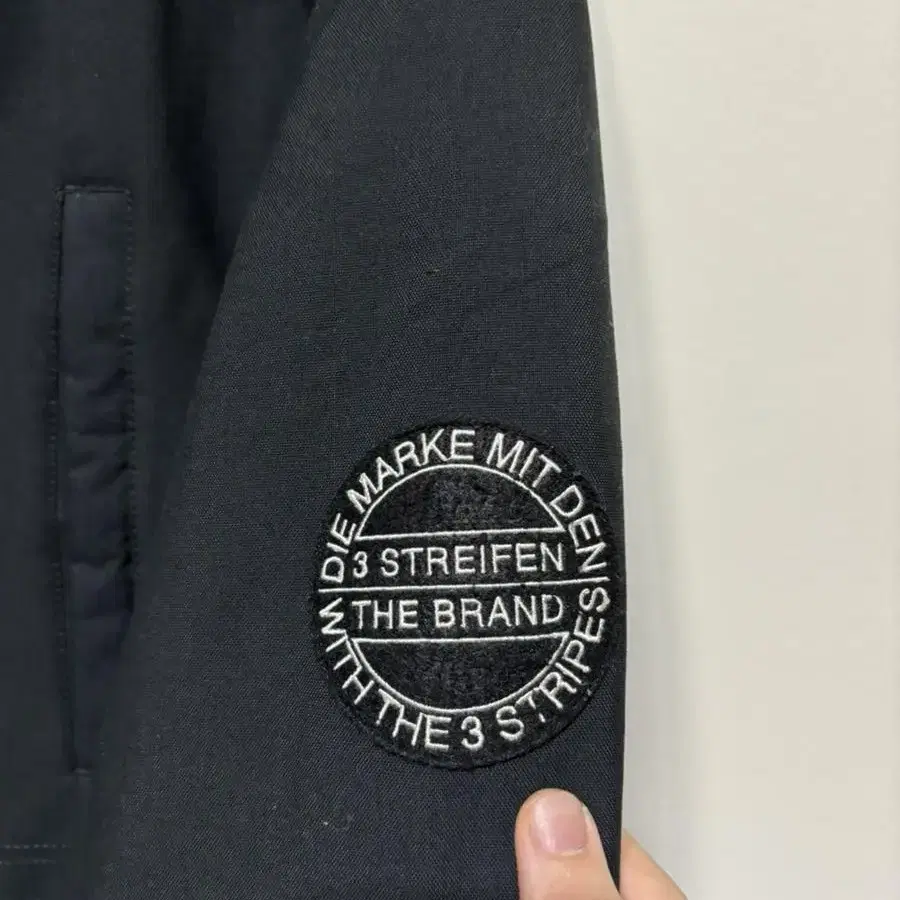 DIE MARKE MIT DEN
3 STREIFEN
THE BRAND
WITH THE 3 STRIPES